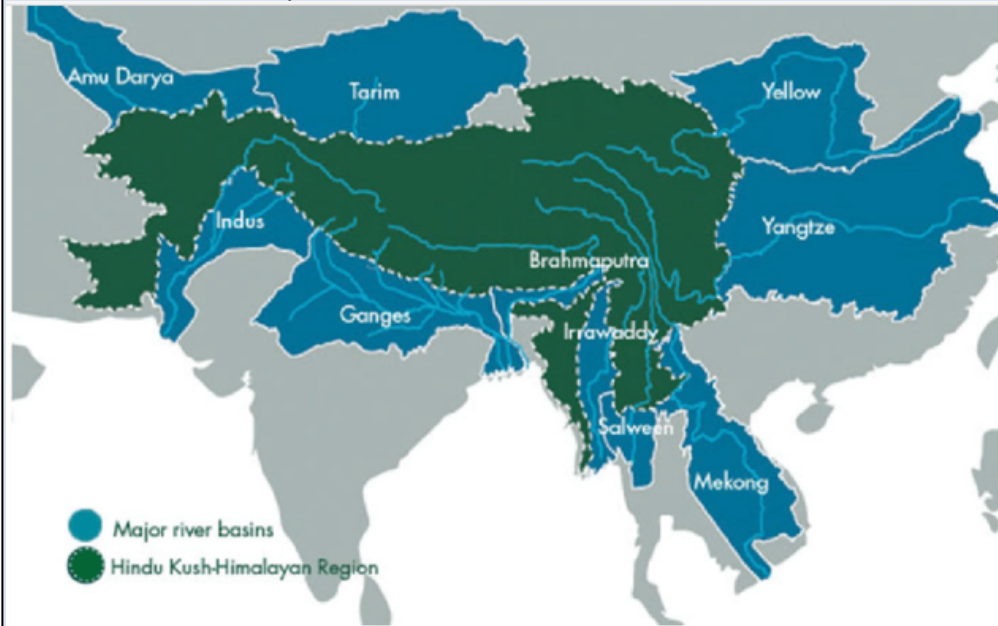 Amu Darya
Tarim
Yellow
Indus
Yangtze
Brahmaputra
Ganges
Irrawaddy
Salween
Mekong
Major river basins
Hindu Kush-Himalayan Region